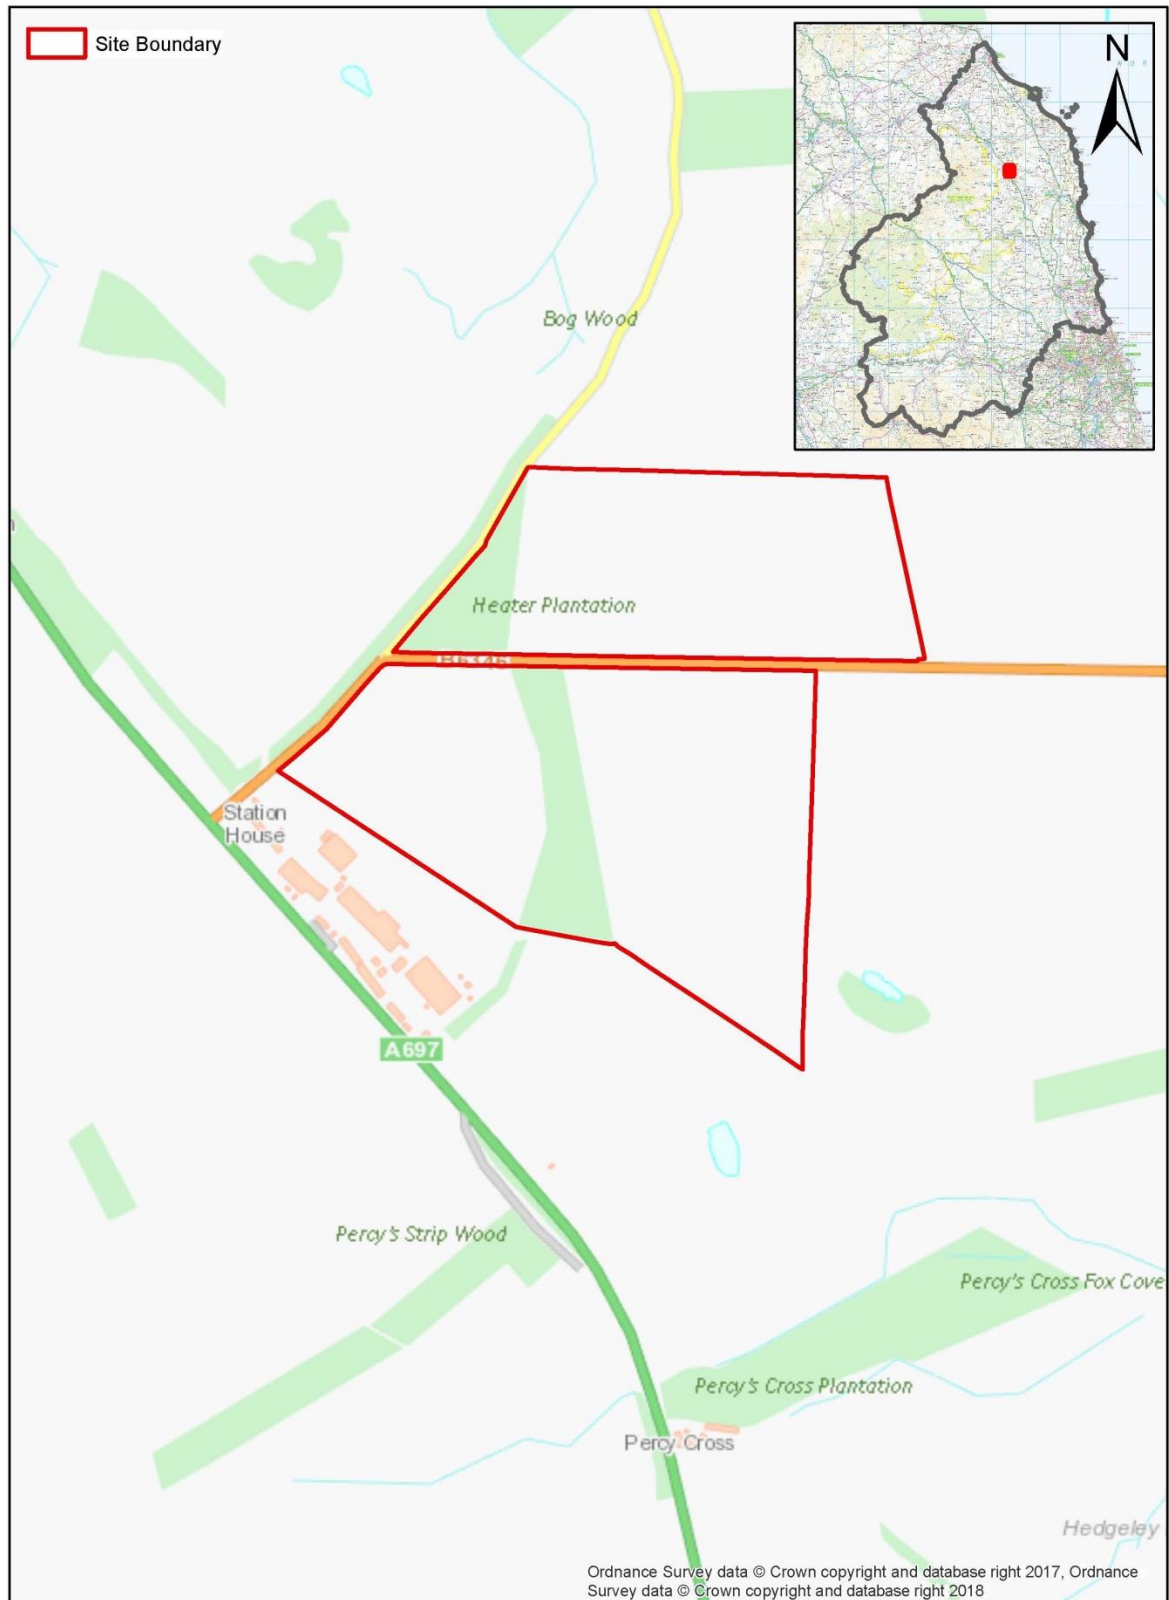 Site Boundary
N
Bog Wood
Heater Plantation
B6346
Station
House
A697
Percy's Strip Wood
Percy's Cross Fox Cove
Percy's Cross Plantation
Percy Cross
Hedgeley
Ordnance Survey data © Crown copyright and database right 2017, Ordnance
Survey data © Crown copyright and database right 2018